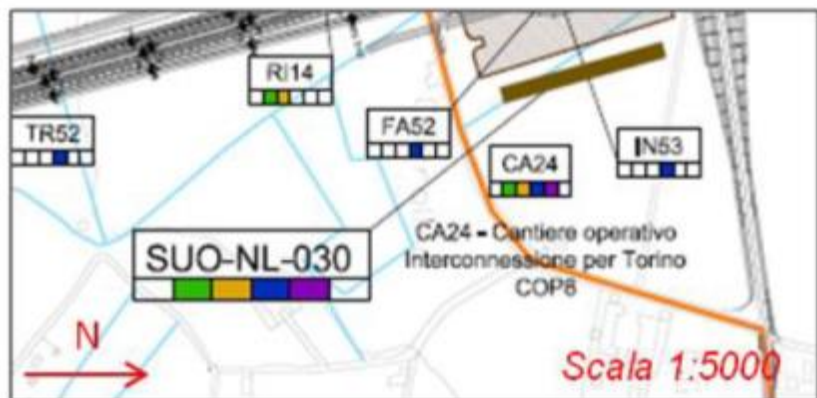 RI14
TR52
FA52
IN53
CA24
SUO-NL-030
CA24 - Cantiere operativo
Interconnessione per Torino
COP8
N
Scala 1:5000